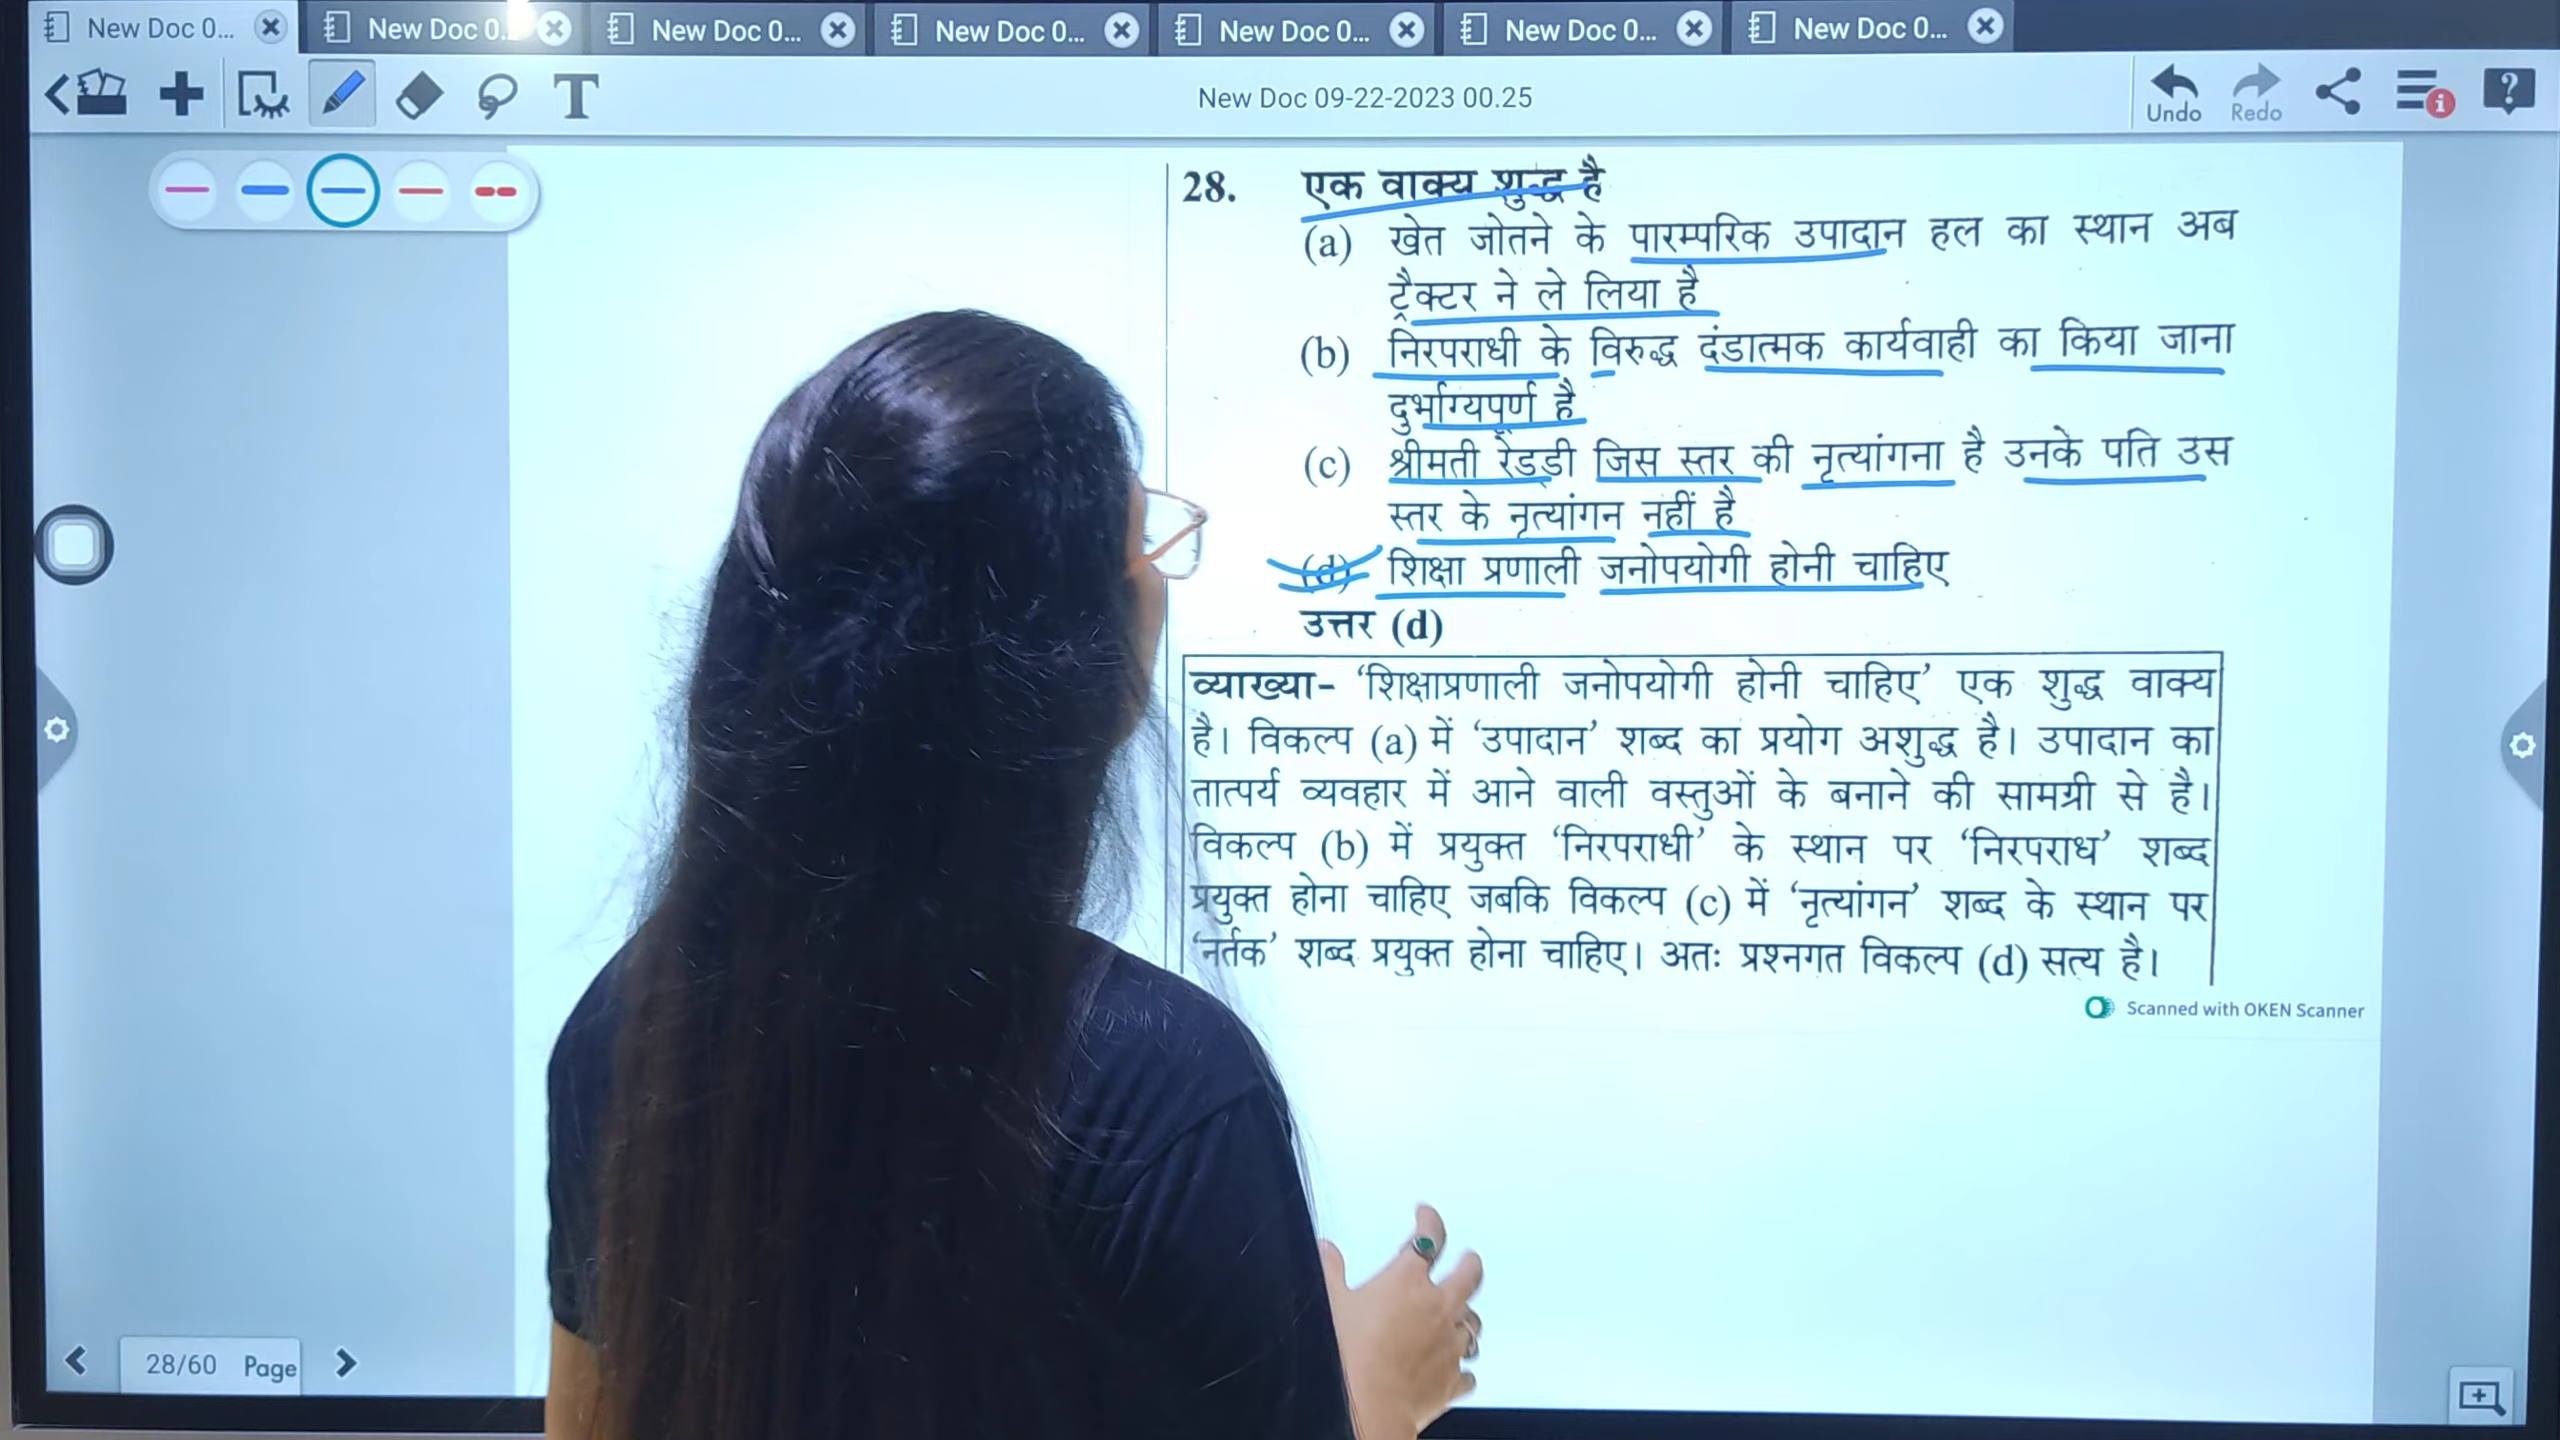 New Doc 0... New Doc 0... New Doc 0... New Doc 0... New Doc 0... New Doc 0... New Doc 0...
T New Doc 09-22-2023 00.25 Undo Redo
28. एक वाक्य शुद्ध है
(a) खेत जोतने के पारम्परिक उपादान हल का स्थान अब
ट्रैक्टर ने ले लिया है
(b) निरपराधी के विरुद्ध दंडात्मक कार्यवाही का किया जाना
दुर्भाग्यपूर्ण है
(c) श्रीमती रेड्डी जिस स्तर की नृत्यांगना है उनके पति उस
स्तर के नृत्यांगन नहीं है
(d) शिक्षा प्रणाली जनोपयोगी होनी चाहिए
उत्तर (d)
व्याख्या- ‘शिक्षाप्रणाली जनोपयोगी होनी चाहिए’ एक शुद्ध वाक्य
है। विकल्प (a) में ‘उपादान’ शब्द का प्रयोग अशुद्ध है। उपादान का
तात्पर्य व्यवहार में आने वाली वस्तुओं के बनाने की सामग्री से है।
विकल्प (b) में प्रयुक्त ‘निरपराधी’ के स्थान पर ‘निरपराध’ शब्द
प्रयुक्त होना चाहिए जबकि विकल्प (c) में ‘नृत्यांगन’ शब्द के स्थान पर
‘नर्तक’ शब्द प्रयुक्त होना चाहिए। अतः प्रश्नगत विकल्प (d) सत्य है।
Scanned with OKEN Scanner
28/60 Page